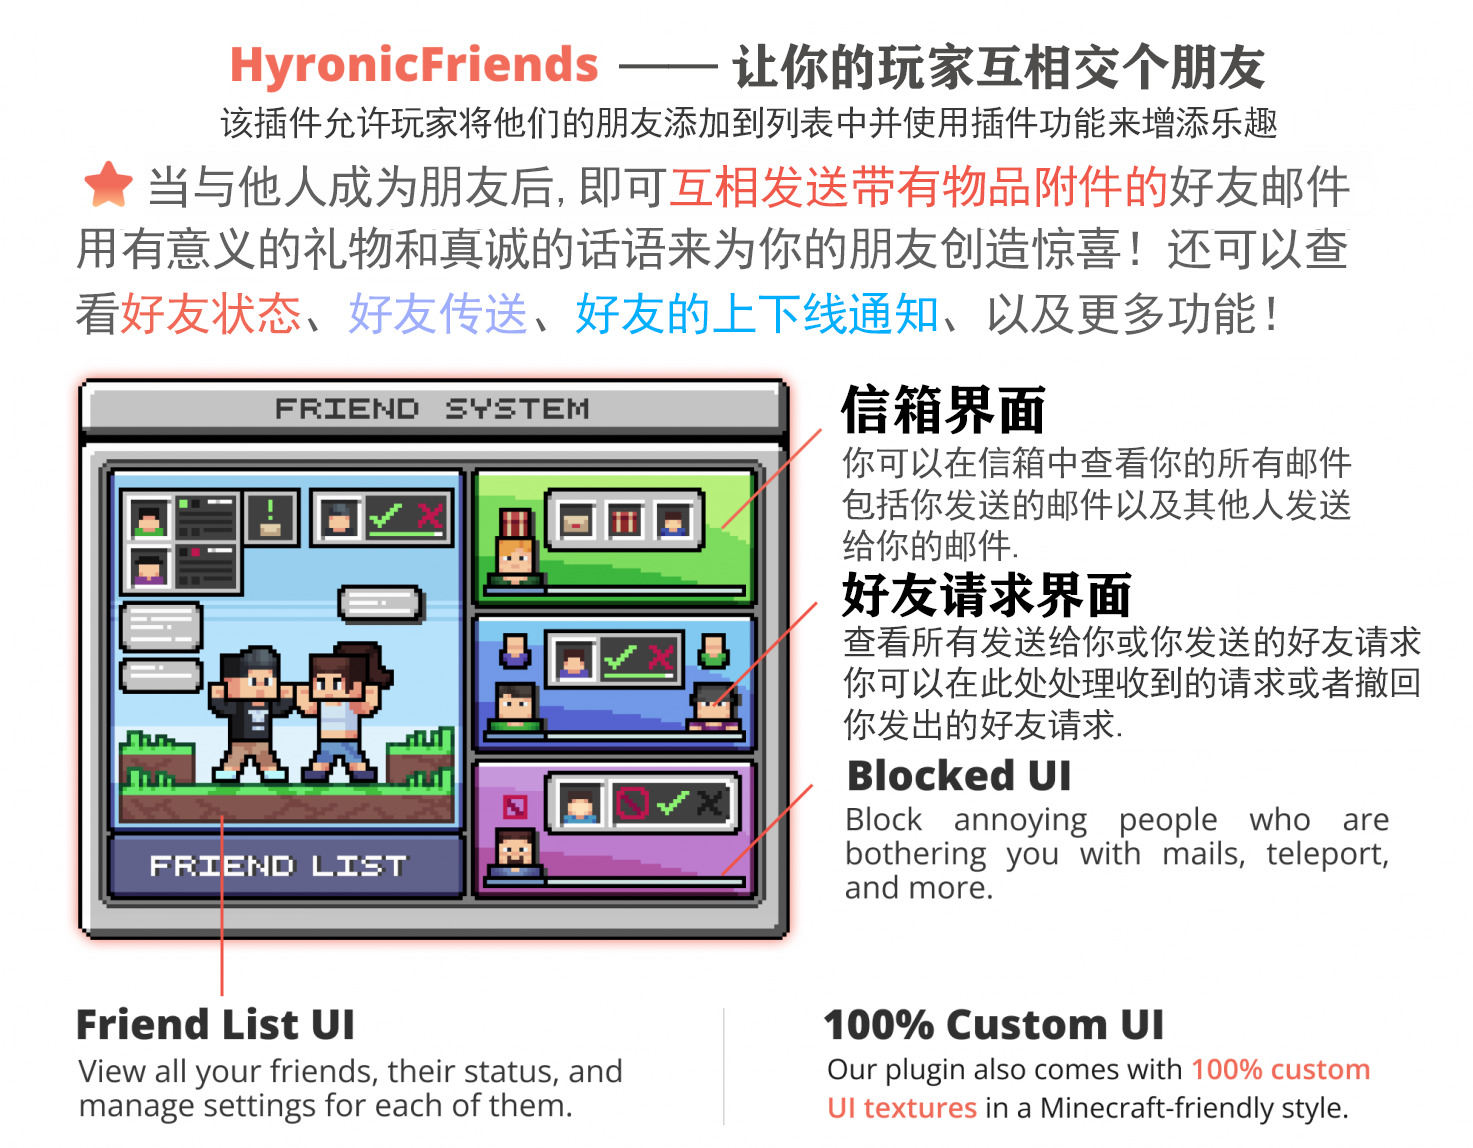 HyronicFriends —— 让你的玩家互相交个朋友
该插件允许玩家将他们的朋友添加到列表中并使用插件功能来增添乐趣
当与他人成为朋友后, 即可互相发送带有物品附件的好友邮件
用有意义的礼物和真诚的话语来为你的朋友创造惊喜！还可以查
看好友状态、好友传送、好友的上下线通知、以及更多功能！
FRIEND SYSTEM
信箱界面
你可以在信箱中查看你的所有邮件
包括你发送的邮件以及其他人发送
给你的邮件.
好友请求界面
查看所有发送给你或你发送的好友请求
你可以在此处处理收到的请求或者撤回
你发出的好友请求.
Blocked UI
Block annoying people who are
bothering you with mails, teleport,
and more.
FRIEND LIST
Friend List UI
View all your friends, their status, and
manage settings for each of them.
100% Custom UI
Our plugin also comes with 100% custom
UI textures in a Minecraft-friendly style.